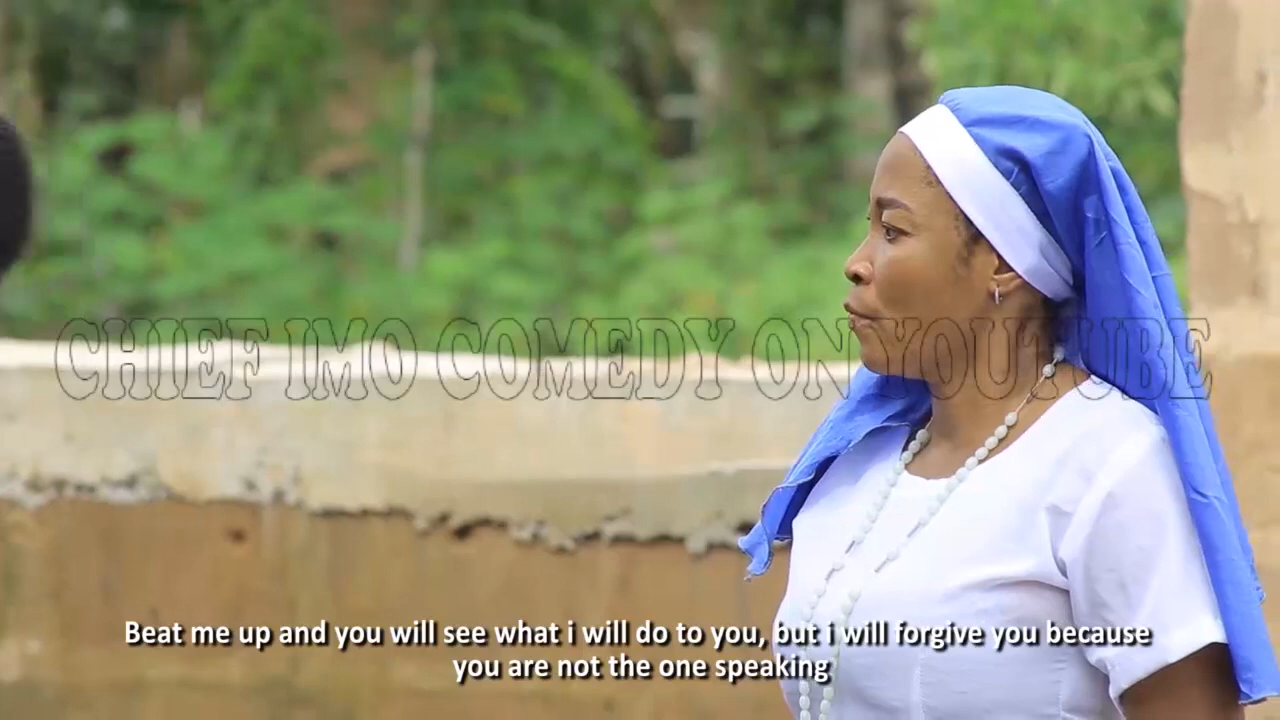 CHIEF IMO COMEDY ON YOUTUBE
Beat me up and you will see what i will do to you, but i will forgive you because
you are not the one speaking